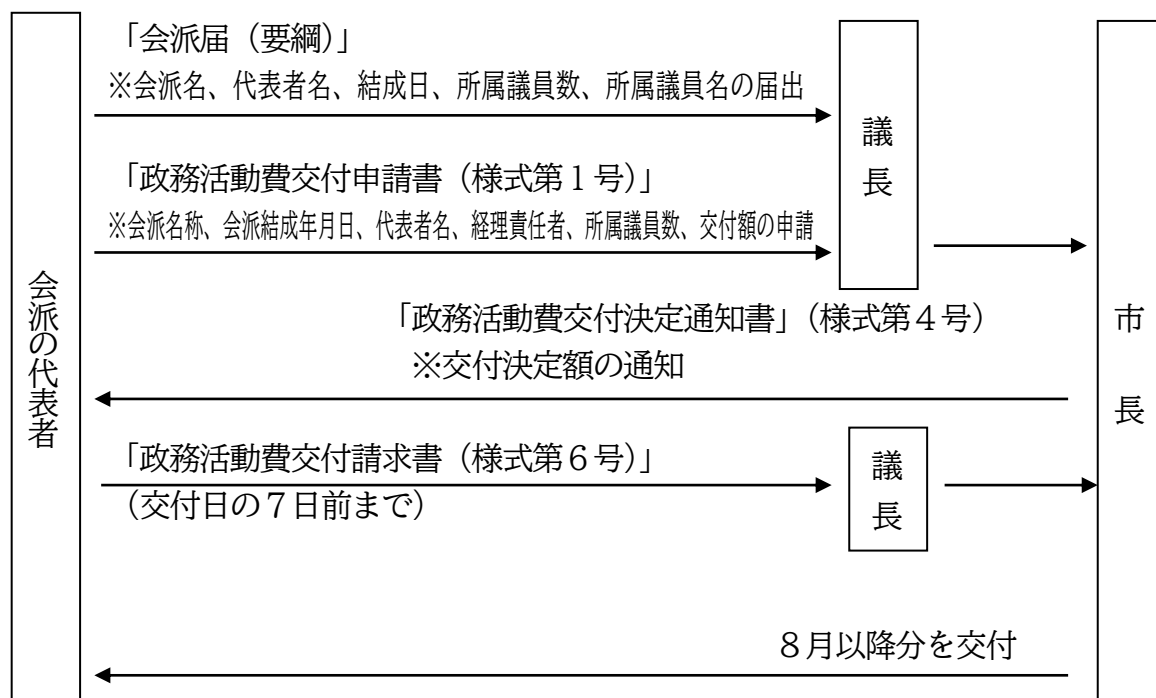 「会派届（要綱）」
※会派名、代表者名、結成日、所属議員数、所属議員名の届出
議長
「政務活動費交付申請書（様式第１号）」
※会派名称、会派結成年月日、代表者名、経理責任者、所属議員数、交付額の申請
会派の代表者
市長
「政務活動費交付決定通知書」（様式第４号）
※交付決定額の通知
「政務活動費交付請求書（様式第６号）」
（交付日の７日前まで）
議長
８月以降分を交付